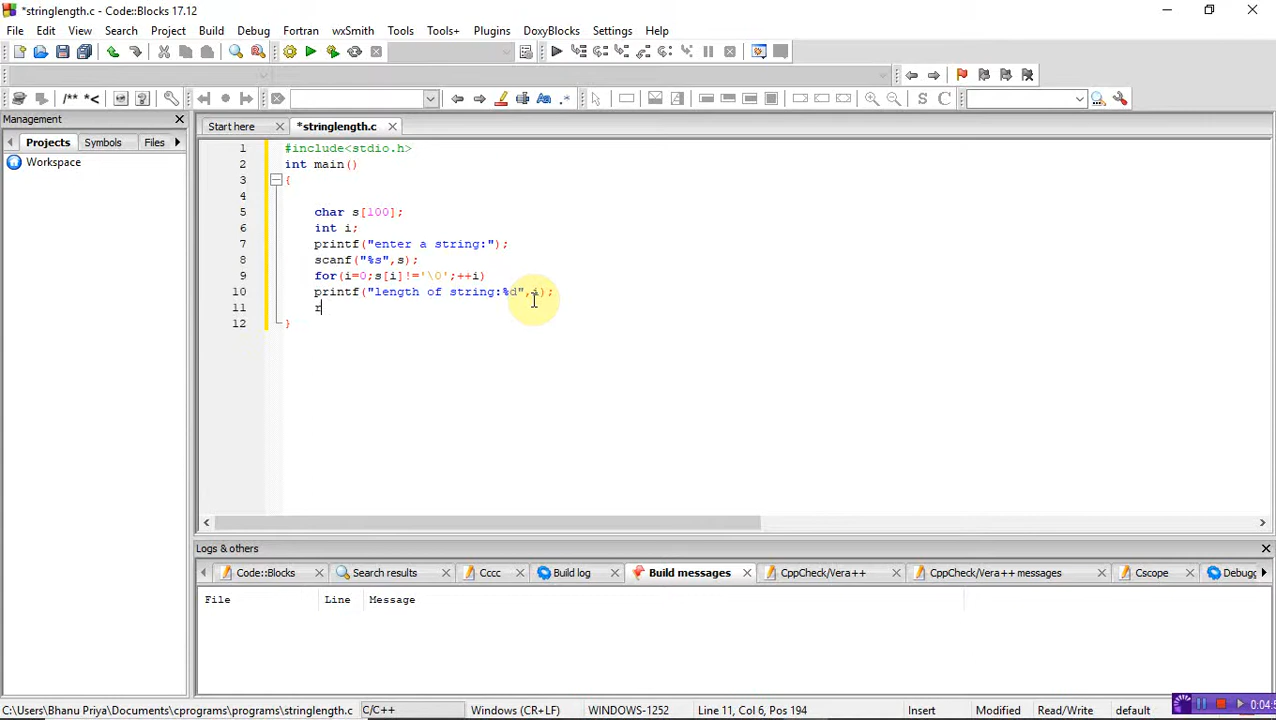 *stringlength.c - Code::Blocks 17.12
File Edit View Search Project Build Debug Fortran wxSmith Tools Tools+ Plugins DoxyBlocks Settings Help
/** *<
S C
Management
Projects Symbols Files
Workspace
Start here *stringlength.c
1 #include<stdio.h>
2 int main()
3 {
4
5 char s[100];
6 int i;
7 printf("enter a string:");
8 scanf("%s",s);
9 for(i=0;s[i]!='\0';++i)
10 printf("length of string:%d",i);
11 r
12 }
Logs & others
Code::Blocks Search results Cccc Build log Build messages CppCheck/Vera++ CppCheck/Vera++ messages Cscope Debugg
File Line Message
C:\Users\Bhanu Priya\Documents\cprograms\programs\stringlength.c C/C++ Windows (CR+LF) WINDOWS-1252 Line 11, Col 6, Pos 194 Insert Modified Read/Write default